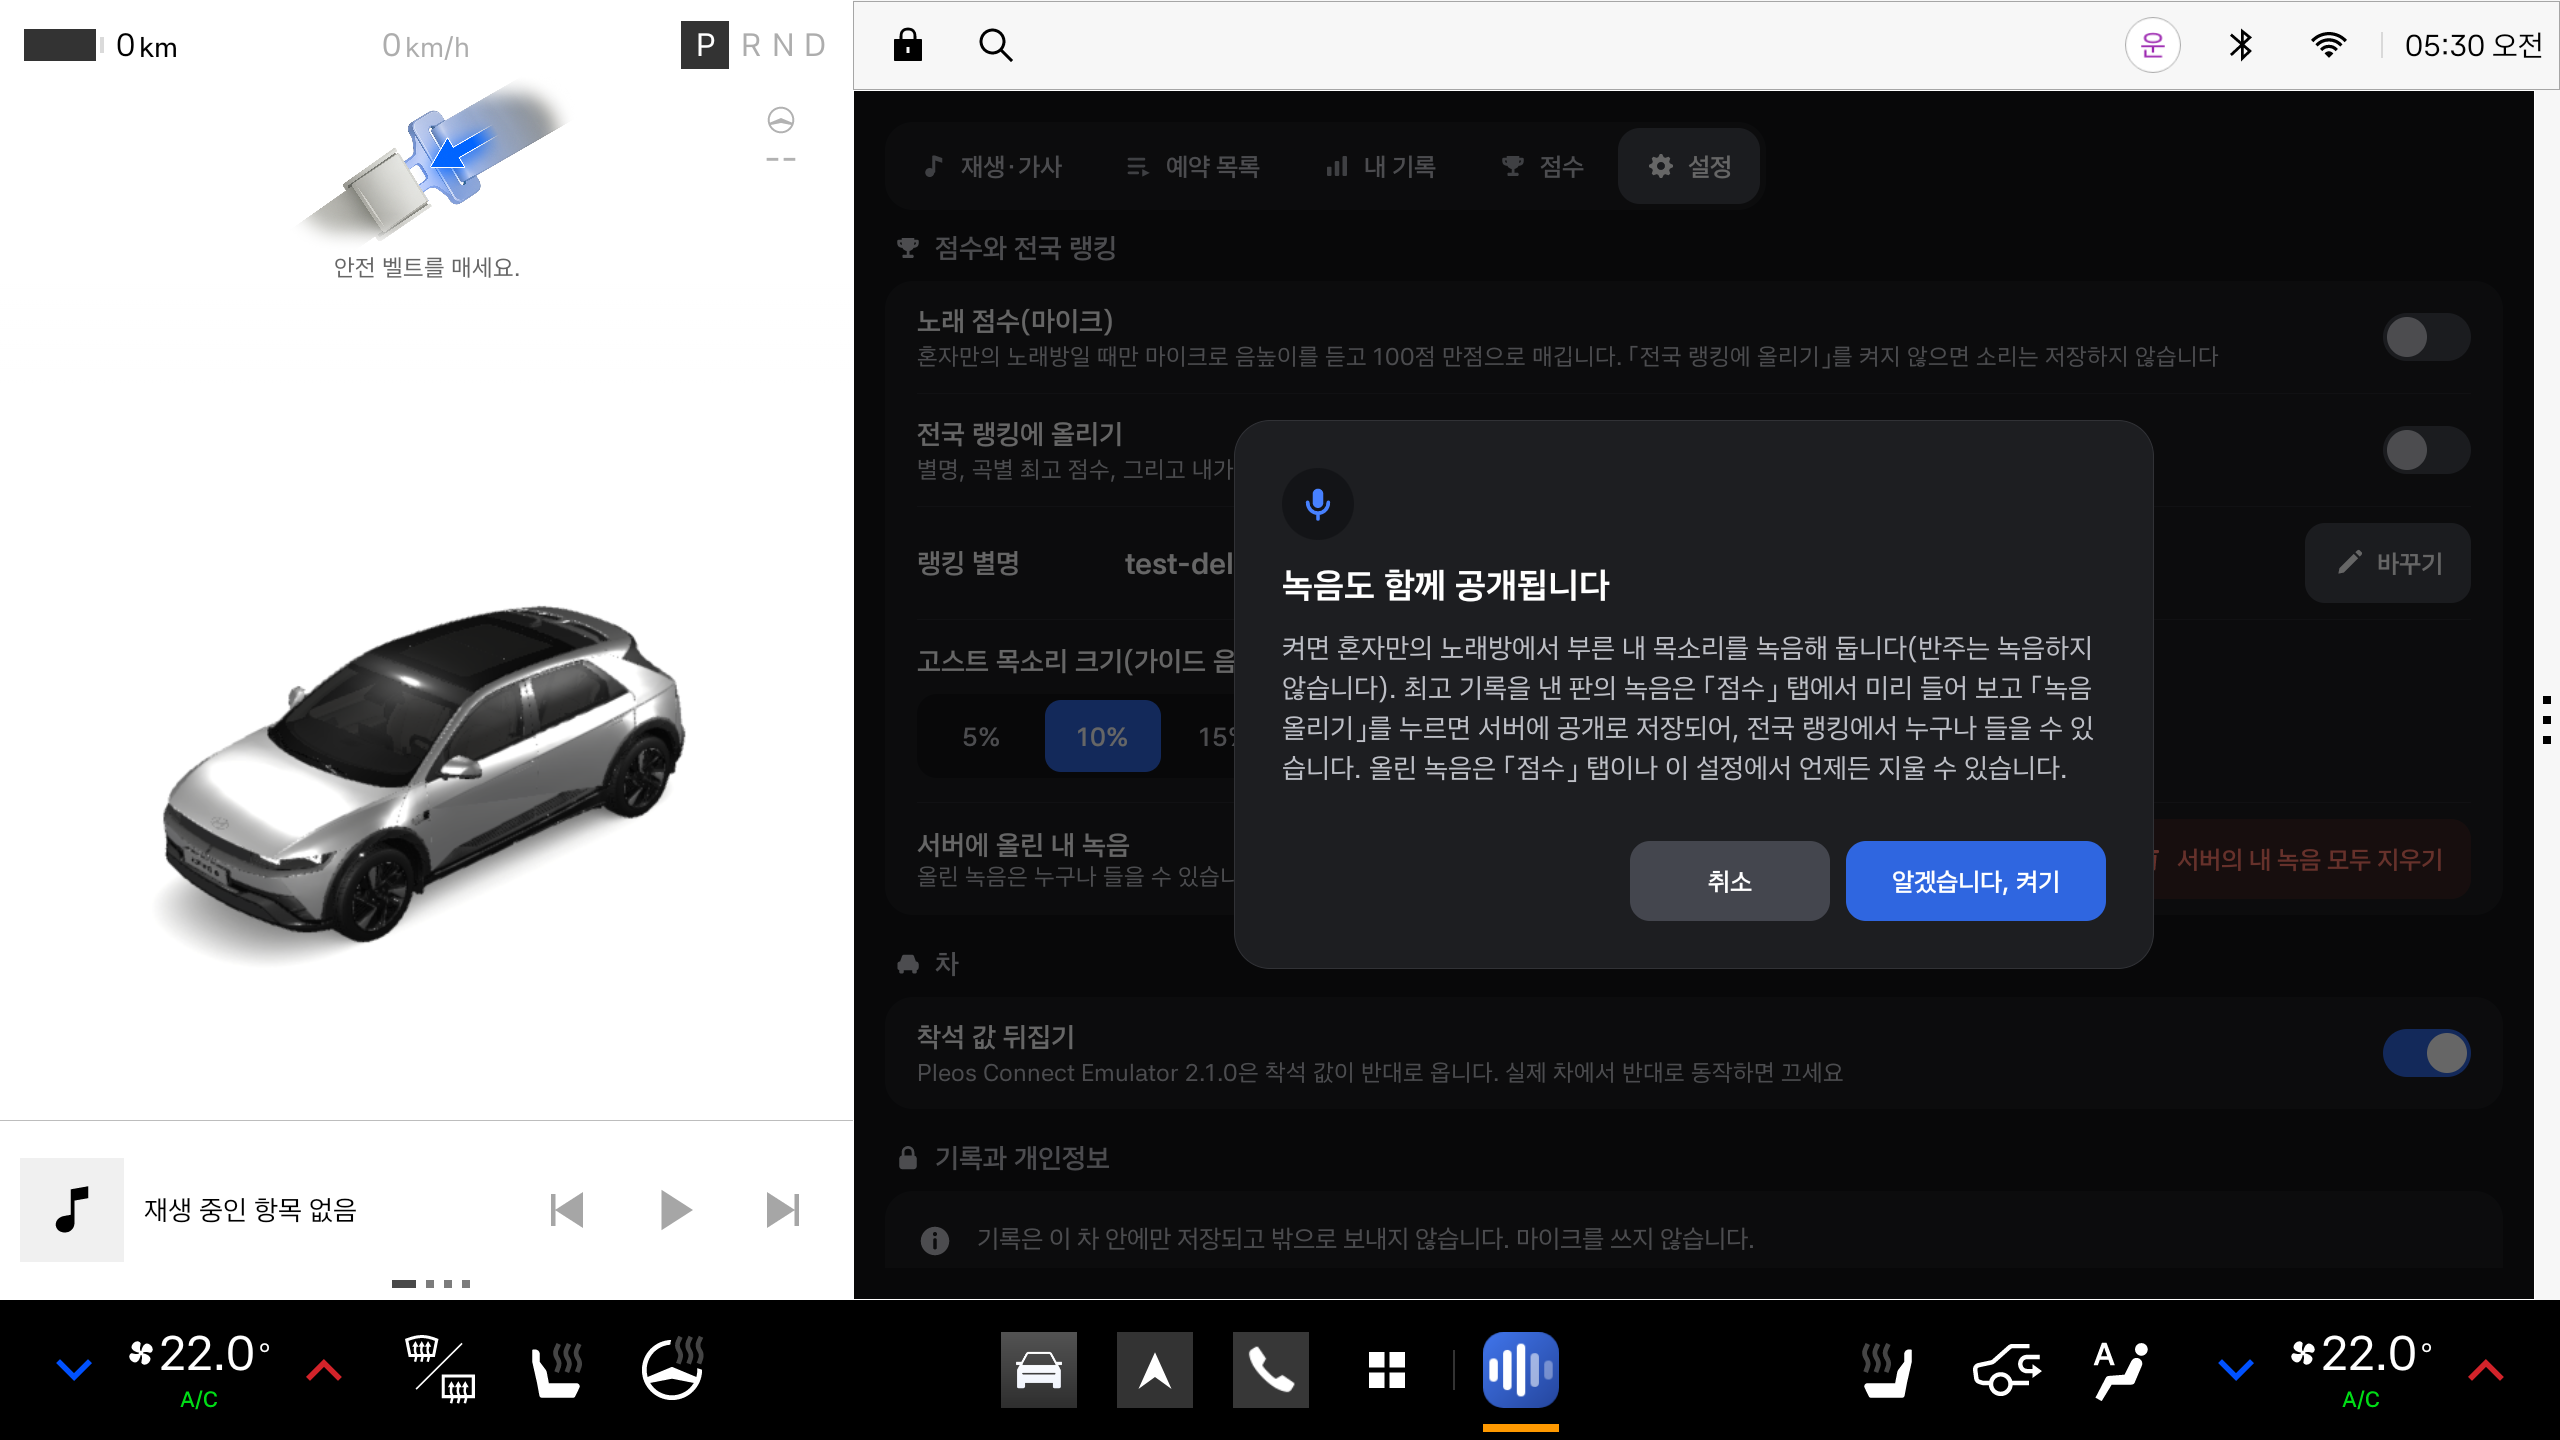 0 km
0 km/h
P R N D
안전 벨트를 매세요.
재생 중인 항목 없음
운
05:30 오전
재생·가사
예약 목록
내 기록
점수
설정
점수와 전국 랭킹
노래 점수(마이크)
혼자만의 노래방일 때만 마이크로 음높이를 듣고 100점 만점으로 매깁니다. 「전국 랭킹에 올리기」를 켜지 않으면 소리는 저장하지 않습니다
전국 랭킹에 올리기
별명, 곡별 최고 점수, 그리고 내가
랭킹 별명
test-del
바꾸기
고스트 목소리 크기(가이드 음
5%
10%
15%
서버에 올린 내 녹음
올린 녹음은 누구나 들을 수 있습니
서버의 내 녹음 모두 지우기
녹음도 함께 공개됩니다
켜면 혼자만의 노래방에서 부른 내 목소리를 녹음해 둡니다(반주는 녹음하지
않습니다). 최고 기록을 낸 판의 녹음은 「점수」 탭에서 미리 들어 보고 「녹음
올리기」를 누르면 서버에 공개로 저장되어, 전국 랭킹에서 누구나 들을 수 있
습니다. 올린 녹음은 「점수」 탭이나 이 설정에서 언제든 지울 수 있습니다.
취소
알겠습니다, 켜기
차
착석 값 뒤집기
Pleos Connect Emulator 2.1.0은 착석 값이 반대로 옵니다. 실제 차에서 반대로 동작하면 끄세요
기록과 개인정보
기록은 이 차 안에만 저장되고 밖으로 보내지 않습니다. 마이크를 쓰지 않습니다.
22.0°
A/C
A
22.0°
A/C